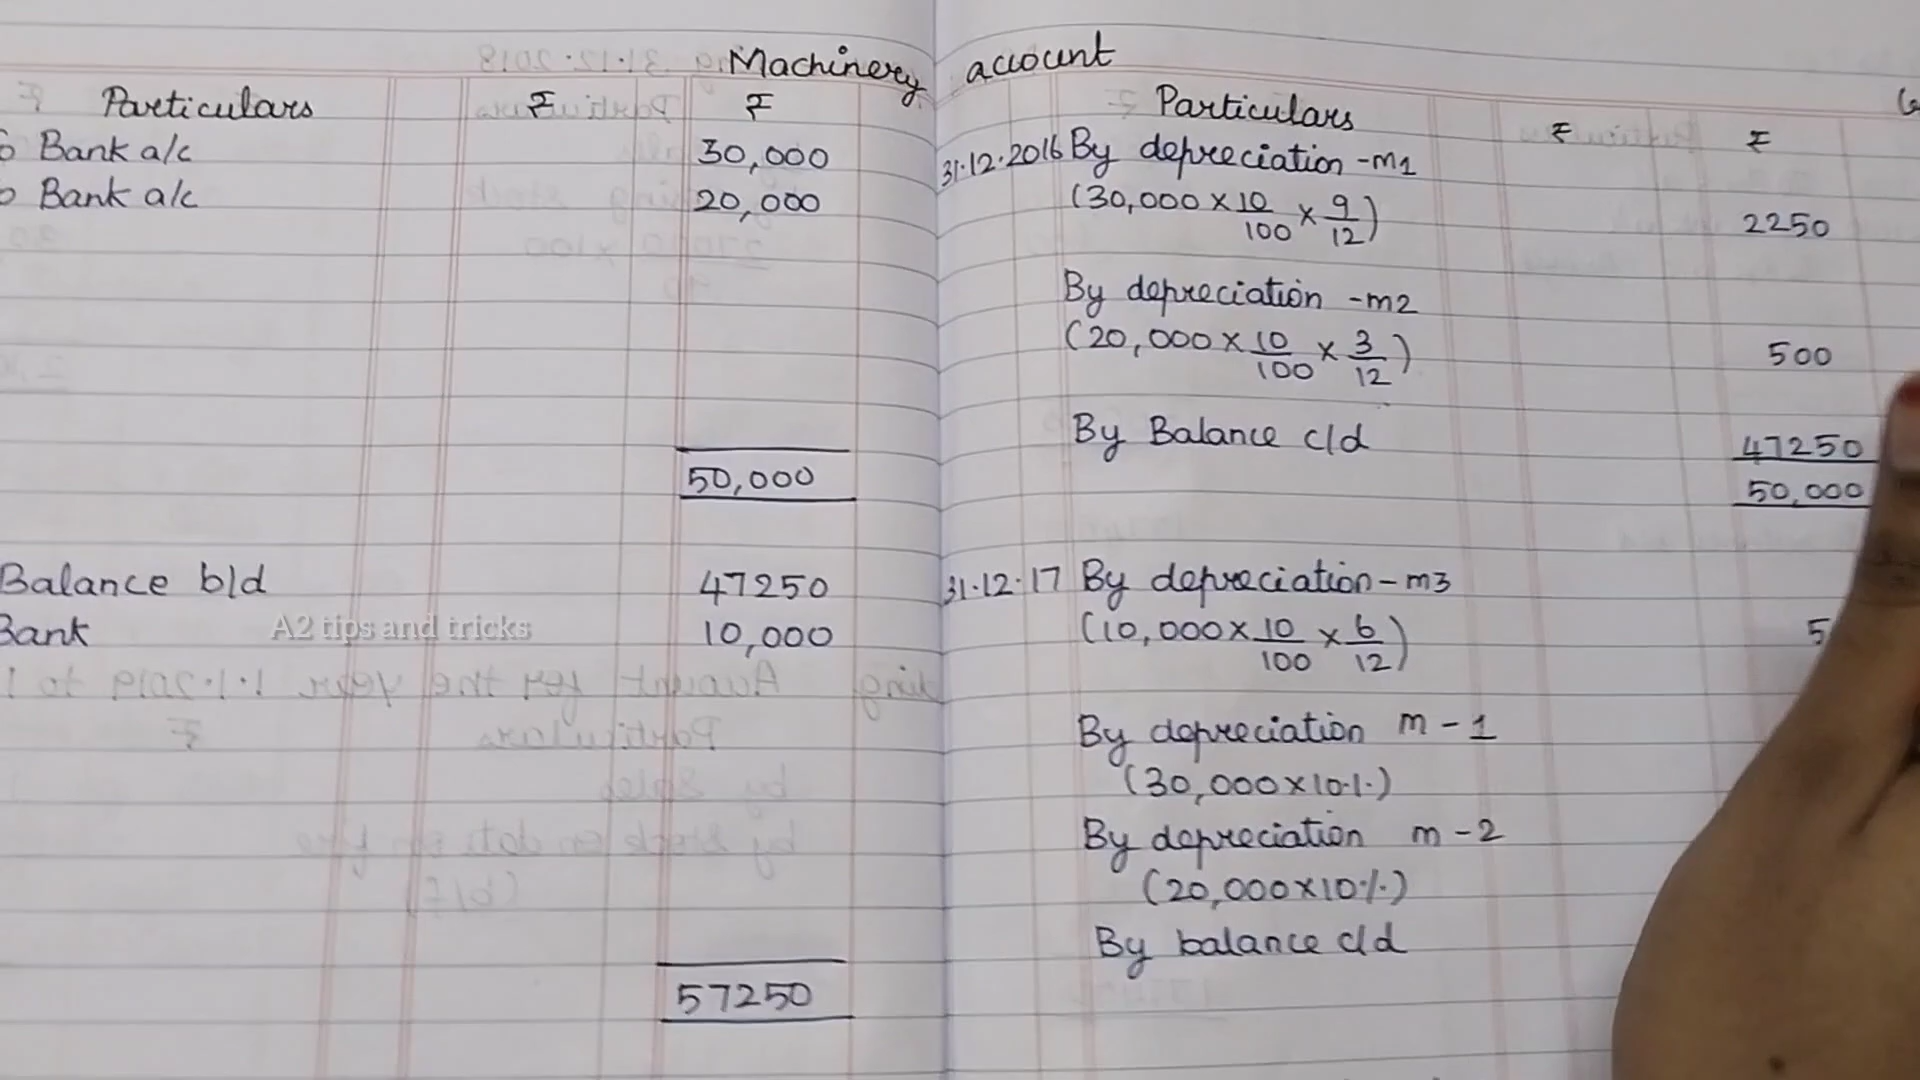 Machinery account
Particulars ₹ ₹
Bank a/c 30,000
Bank a/c 20,000
50,000
Balance b/d 47250
Bank 10,000
A2 tips and tricks
57250
Particulars ₹ ₹
31.12.2016 By depreciation - m1
(30,000 × 10/100 × 9/12) 2250
By depreciation - m2
(20,000 × 10/100 × 3/12) 500
By Balance c/d 47250
50,000
31.12.17 By depreciation - m3
(10,000 × 10/100 × 6/12) 5
By depreciation m - 1
(30,000×10%)
By depreciation m - 2
(20,000×10%)
By balance c/d